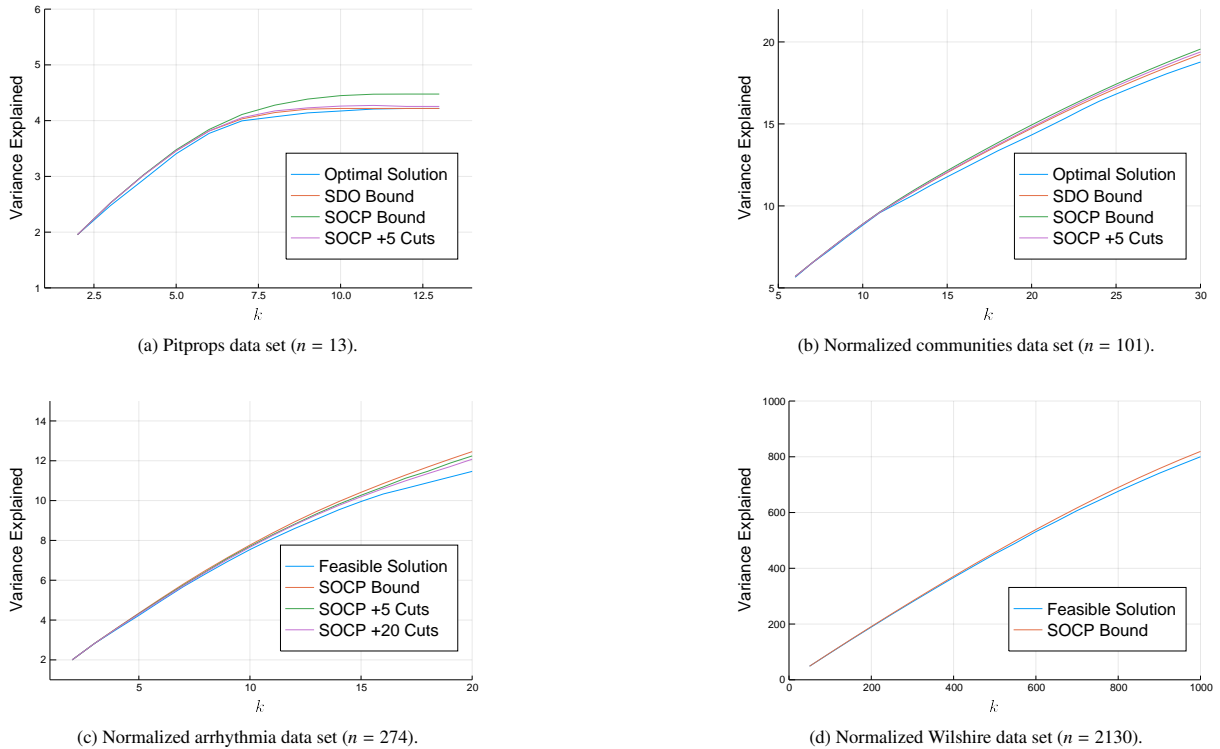 6
5
4
3
2
1
Variance Explained
Optimal Solution
SDO Bound
SOCP Bound
SOCP +5 Cuts
2.5 5.0 7.5 10.0 12.5
k
(a) Pitprops data set (n = 13).
20
15
10
5
Variance Explained
Optimal Solution
SDO Bound
SOCP Bound
SOCP +5 Cuts
5 10 15 20 25 30
k
(b) Normalized communities data set (n = 101).
14
12
10
8
6
4
2
Variance Explained
Feasible Solution
SOCP Bound
SOCP +5 Cuts
SOCP +20 Cuts
5 10 15 20
k
(c) Normalized arrhythmia data set (n = 274).
1000
800
600
400
200
0
Variance Explained
Feasible Solution
SOCP Bound
0 200 400 600 800 1000
k
(d) Normalized Wilshire data set (n = 2130).